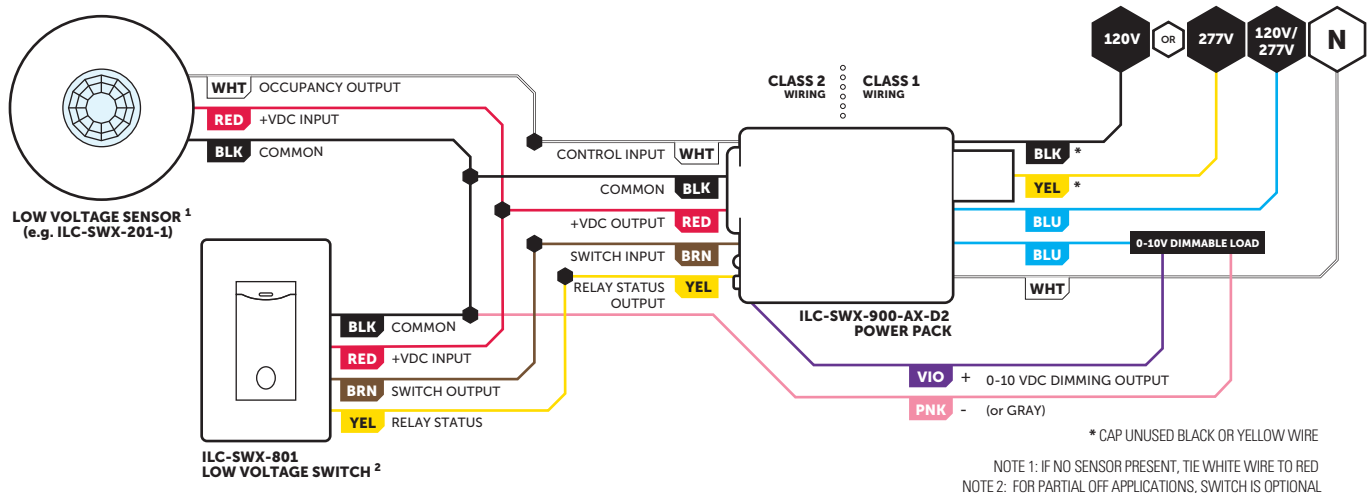 120V
OR
277V
120V/
277V
N
CLASS 2
WIRING
CLASS 1
WIRING
WHT OCCUPANCY OUTPUT
RED +VDC INPUT
BLK COMMON
LOW VOLTAGE SENSOR 1
(e.g. ILC-SWX-201-1)
CONTROL INPUT WHT
COMMON BLK
+VDC OUTPUT RED
SWITCH INPUT BRN
RELAY STATUS YEL
OUTPUT
BLK *
YEL *
BLU
BLU
WHT
0-10V DIMMABLE LOAD
ILC-SWX-900-AX-D2
POWER PACK
BLK COMMON
RED +VDC INPUT
BRN SWITCH OUTPUT
YEL RELAY STATUS
ILC-SWX-801
LOW VOLTAGE SWITCH 2
VIO + 0-10 VDC DIMMING OUTPUT
PNK - (or GRAY)
* CAP UNUSED BLACK OR YELLOW WIRE
NOTE 1: IF NO SENSOR PRESENT, TIE WHITE WIRE TO RED
NOTE 2: FOR PARTIAL OFF APPLICATIONS, SWITCH IS OPTIONAL